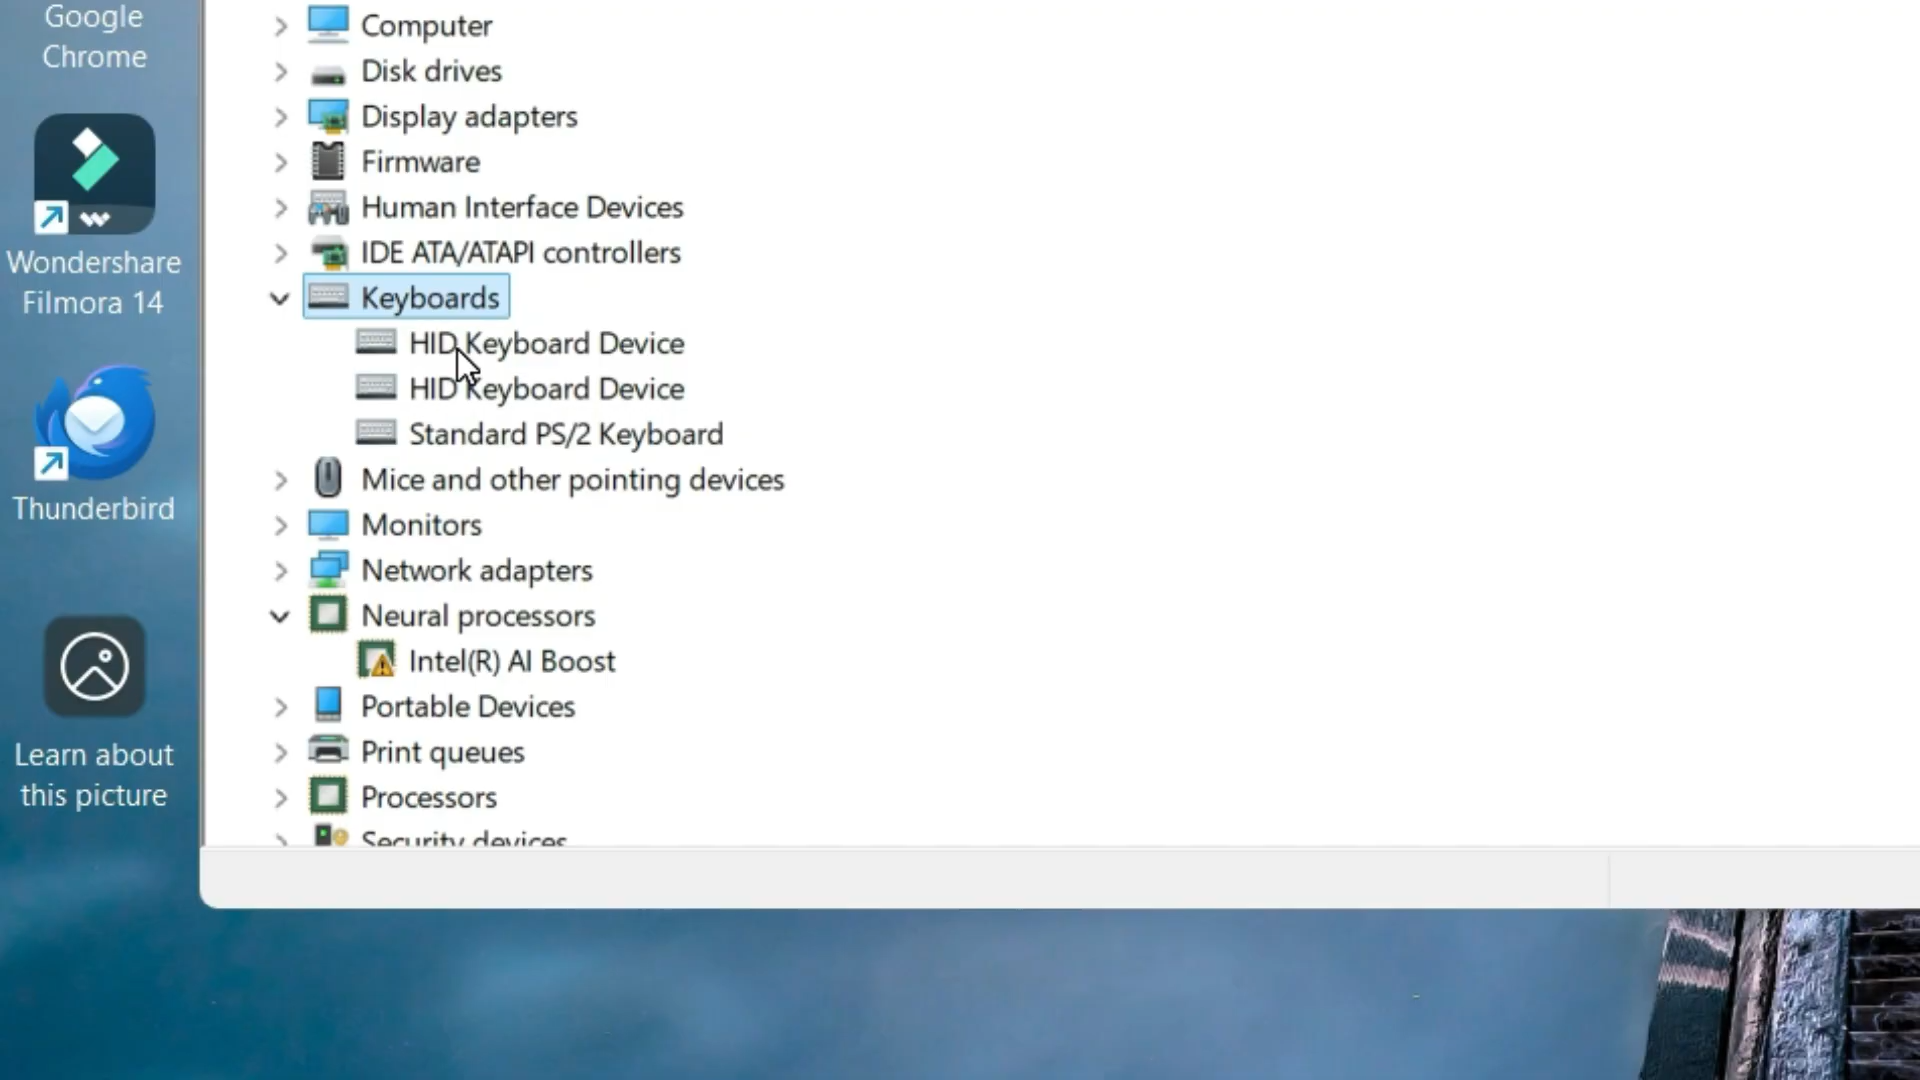 Google
Chrome
Wondershare
Filmora 14
Thunderbird
Learn about
this picture
Computer
Disk drives
Display adapters
Firmware
Human Interface Devices
IDE ATA/ATAPI controllers
Keyboards
HID Keyboard Device
HID Keyboard Device
Standard PS/2 Keyboard
Mice and other pointing devices
Monitors
Network adapters
Neural processors
Intel(R) AI Boost
Portable Devices
Print queues
Processors
Security devices